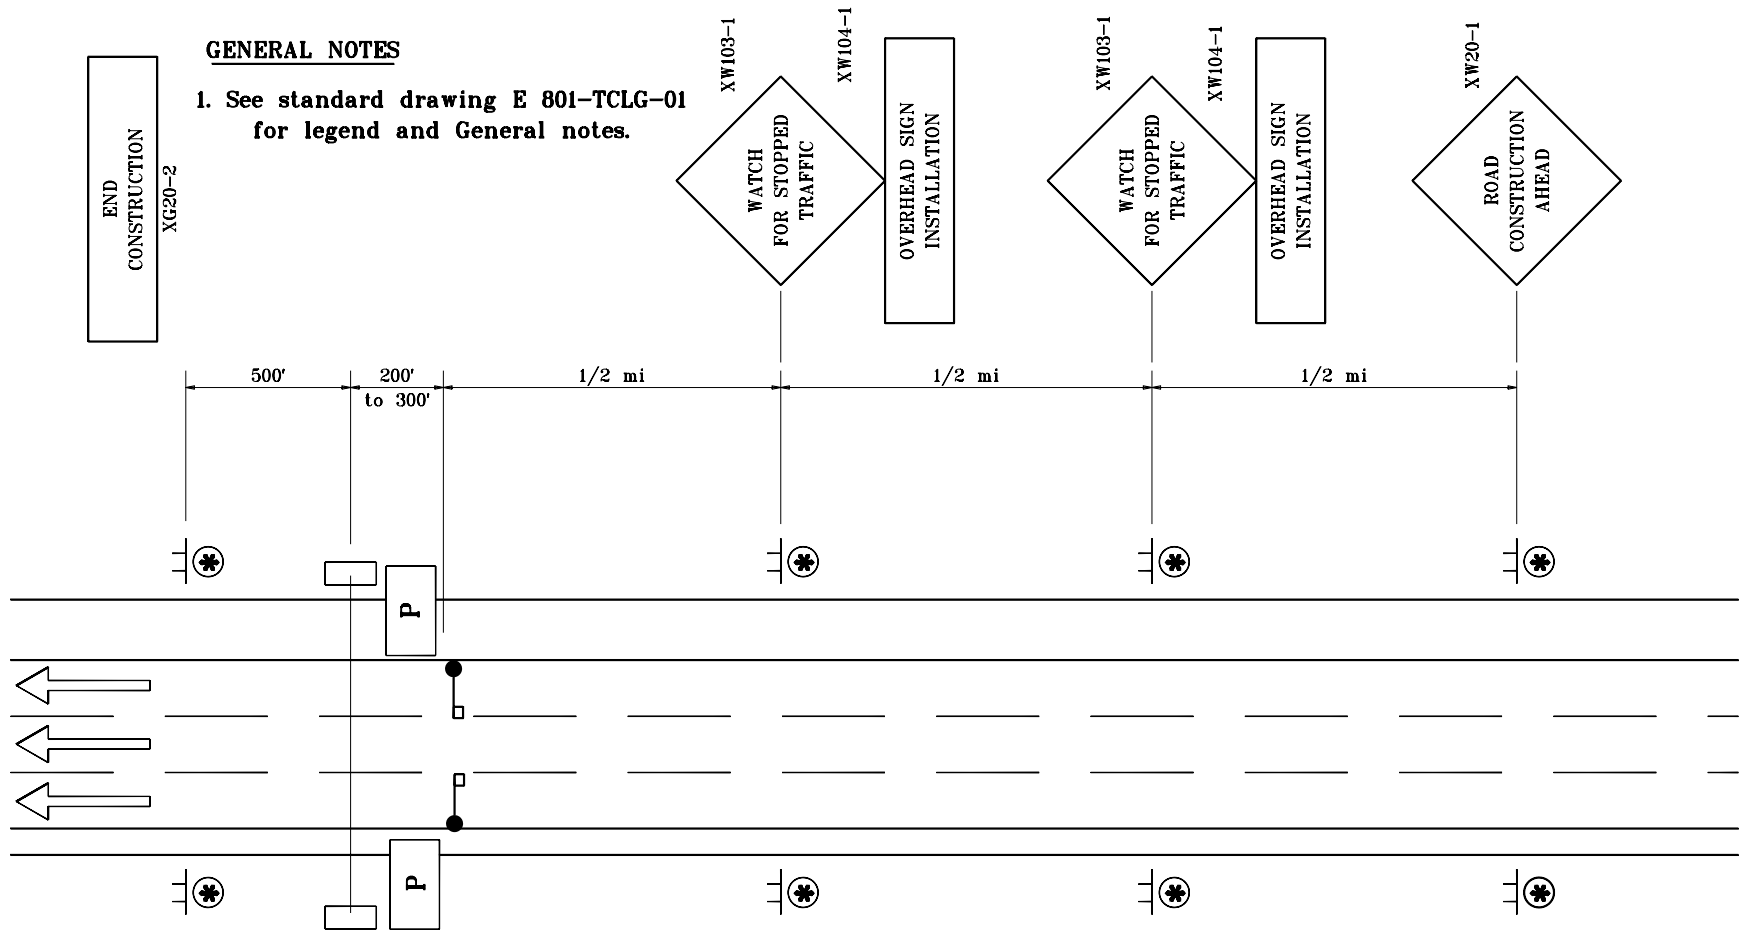 GENERAL NOTES
1. See standard drawing E 801-TCLG-01
for legend and General notes.
END
CONSTRUCTION
XG20-2
XW103-1
WATCH
FOR STOPPED
TRAFFIC
XW104-1
OVERHEAD SIGN
INSTALLATION
XW103-1
WATCH
FOR STOPPED
TRAFFIC
XW104-1
OVERHEAD SIGN
INSTALLATION
XW20-1
ROAD
CONSTRUCTION
AHEAD
500'
200'
to 300'
1/2 mi
1/2 mi
1/2 mi
P
P